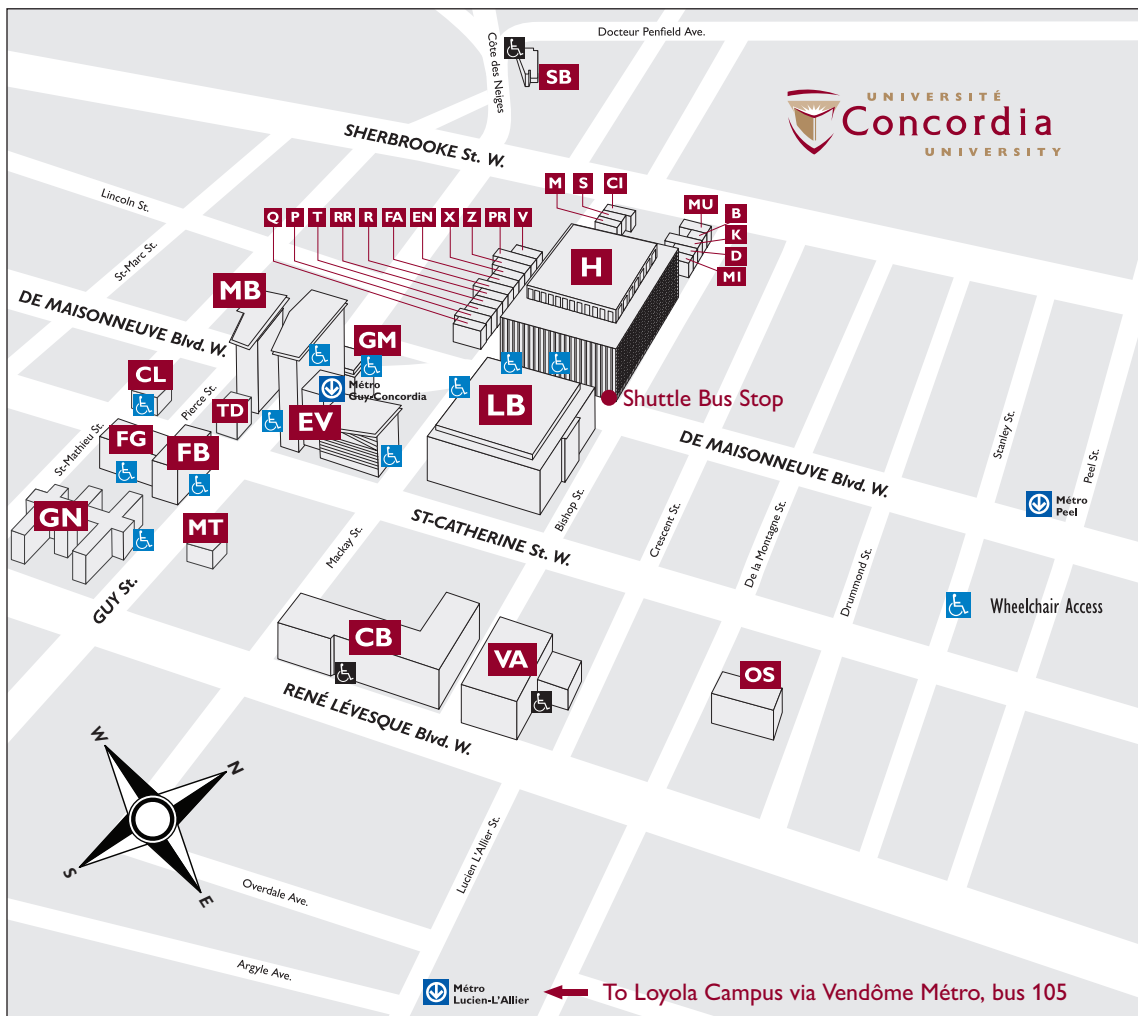 Docteur Penfield Ave.
Côte des Neiges
SB
UNIVERSITÉ
Concordia
UNIVERSITY
SHERBROOKE St. W.
Lincoln St.
St-Marc St.
M S CI
MU B
K
D
MI
Q P T RR R FA EN X Z PR V
H
MB
DE MAISONNEUVE Blvd. W.
GM
CL
Pierce St.
Métro
Guy-Concordia
TD
EV
LB
Shuttle Bus Stop
St-Mathieu St.
FG
FB
DE MAISONNEUVE Blvd. W.
Stanley St.
Peel St.
Métro
Peel
GN
MT
ST-CATHERINE St. W.
Mackay St.
Bishop St.
Crescent St.
De la Montagne St.
Drummond St.
GUY St.
Wheelchair Access
CB
VA
OS
RENÉ LÉVESQUE Blvd. W.
W
N
S
E
Lucien L'Allier St.
Overdale Ave.
Argyle Ave.
Métro
Lucien-L'Allier
To Loyola Campus via Vendôme Métro, bus 105